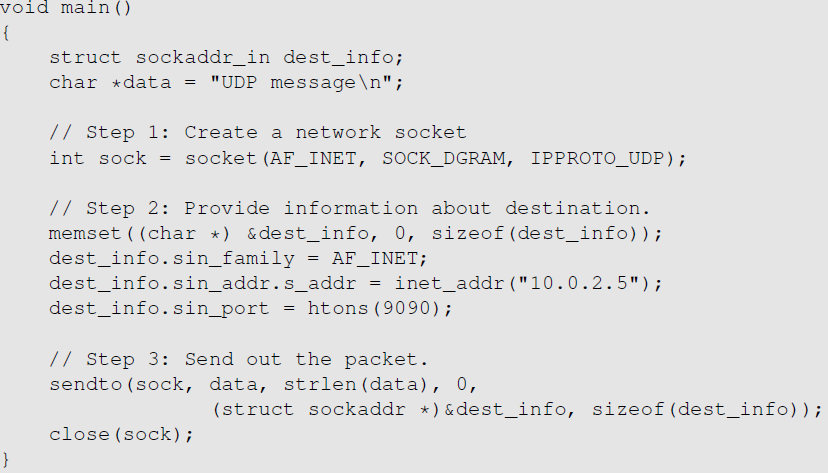 void main()
{
    struct sockaddr_in dest_info;
    char *data = "UDP message\n";

    // Step 1: Create a network socket
    int sock = socket(AF_INET, SOCK_DGRAM, IPPROTO_UDP);

    // Step 2: Provide information about destination.
    memset((char *) &dest_info, 0, sizeof(dest_info));
    dest_info.sin_family = AF_INET;
    dest_info.sin_addr.s_addr = inet_addr("10.0.2.5");
    dest_info.sin_port = htons(9090);

    // Step 3: Send out the packet.
    sendto(sock, data, strlen(data), 0,
                (struct sockaddr *)&dest_info, sizeof(dest_info));
    close(sock);
}